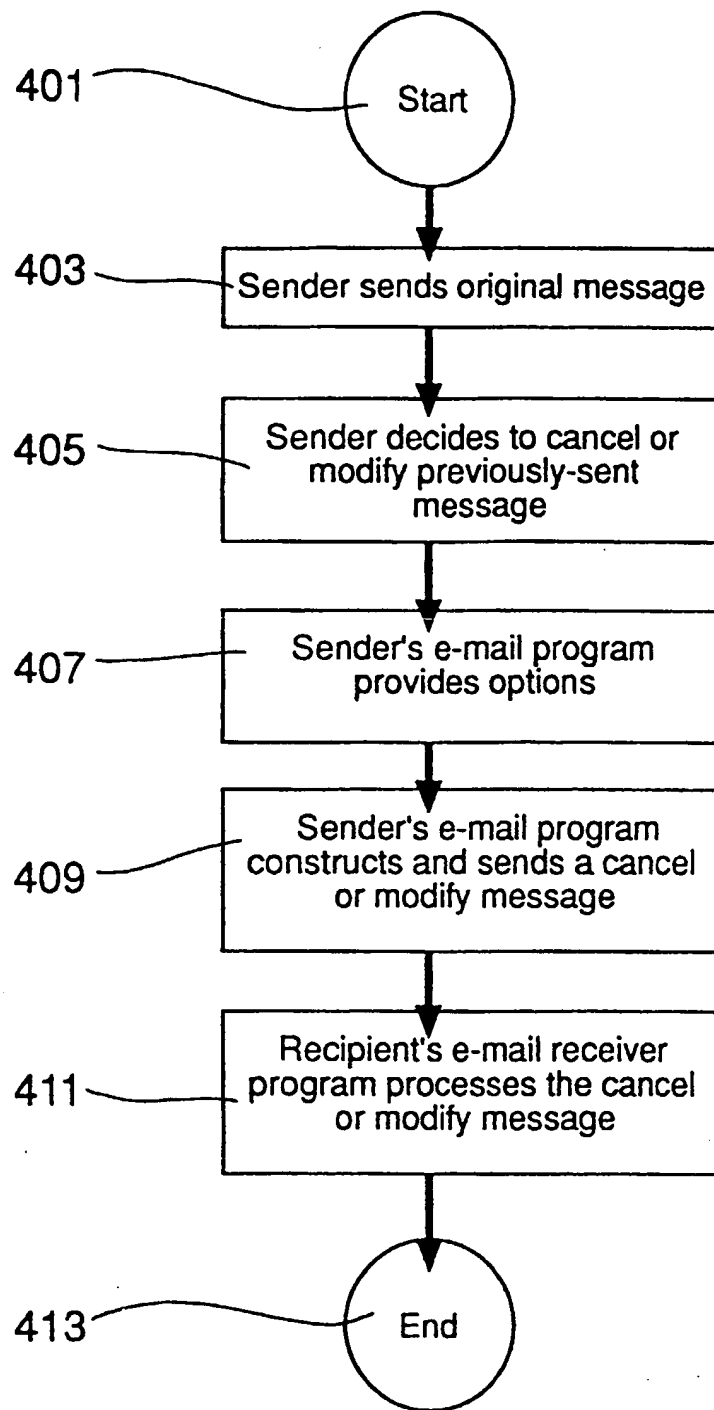 401
Start
403
Sender sends original message
405
Sender decides to cancel or
modify previously-sent
message
407
Sender's e-mail program
provides options
409
Sender's e-mail program
constructs and sends a cancel
or modify message
411
Recipient's e-mail receiver
program processes the cancel
or modify message
413
End